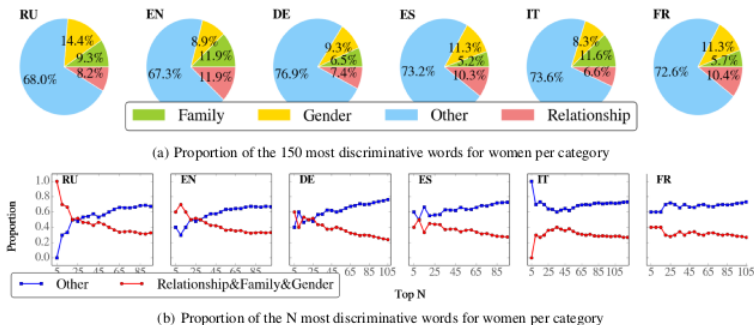 RU EN DE ES IT FR
14.4% 9.3% 8.2% 68.0%
8.9% 11.9% 11.9% 67.3%
9.3% 6.5% 7.4% 76.9%
11.3% 5.2% 10.3% 73.2%
8.3% 11.6% 6.6% 73.6%
11.3% 5.7% 10.4% 72.6%
Family Gender Other Relationship
(a) Proportion of the 150 most discriminative words for women per category
RU EN DE ES IT FR
Proportion
1.0
0.8
0.6
0.4
0.2
0.0
5 25 45 65 85
5 25 45 65 85
5 25 45 65 85 105
5 25 45 65 85 105
5 25 45 65 85 105
5 25 45 65 85 105
Other Relationship&Family&Gender
Top N
(b) Proportion of the N most discriminative words for women per category